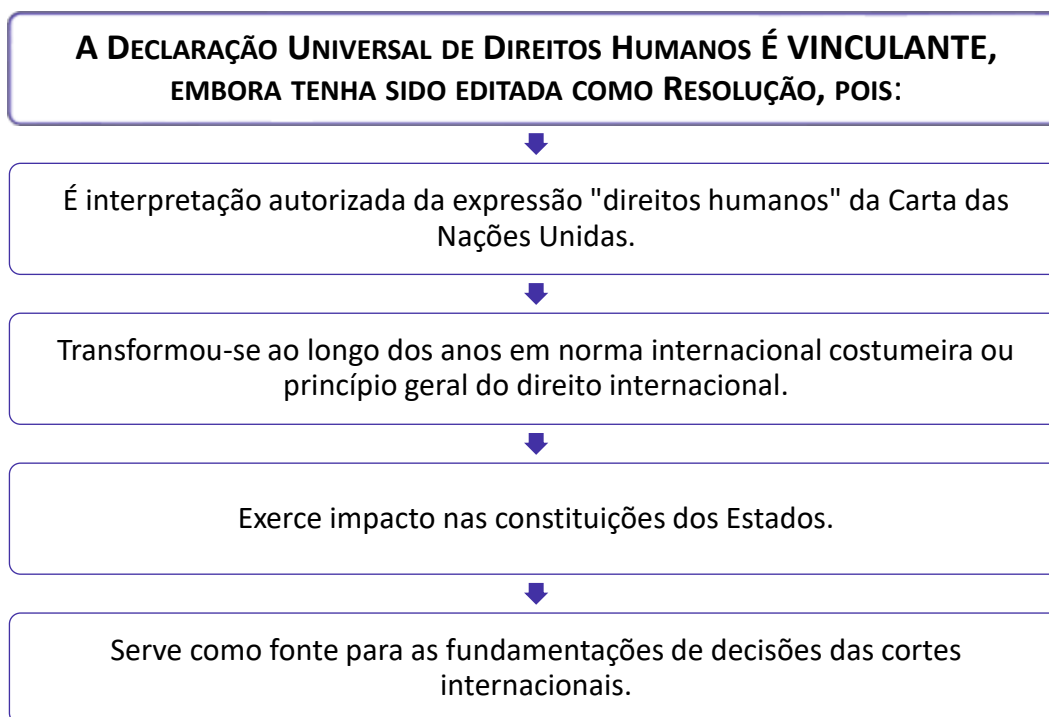 A DECLARAÇÃO UNIVERSAL DE DIREITOS HUMANOS É VINCULANTE,
EMBORA TENHA SIDO EDITADA COMO RESOLUÇÃO, POIS:
É interpretação autorizada da expressão "direitos humanos" da Carta das
Nações Unidas.
Transformou-se ao longo dos anos em norma internacional costumeira ou
princípio geral do direito internacional.
Exerce impacto nas constituições dos Estados.
Serve como fonte para as fundamentações de decisões das cortes
internacionais.